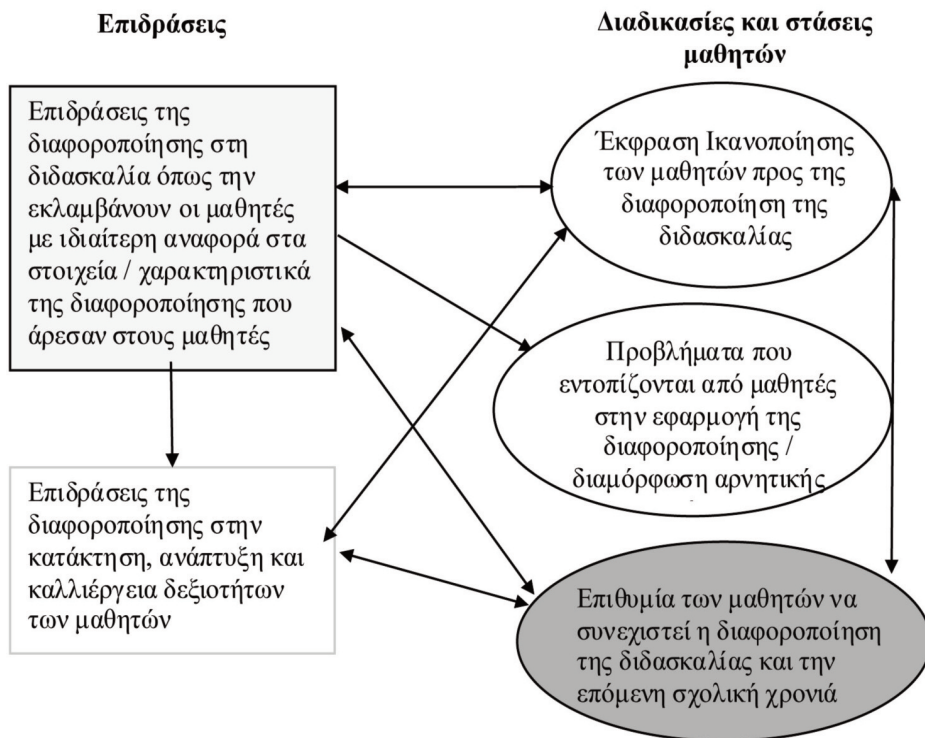 Επιδράσεις
Διαδικασίες και στάσεις
μαθητών
Επιδράσεις της
διαφοροποίησης στη
διδασκαλία όπως την
εκλαμβάνουν οι μαθητές
με ιδιαίτερη αναφορά στα
στοιχεία / χαρακτηριστικά
της διαφοροποίησης που
άρεσαν στους μαθητές
Έκφραση Ικανοποίησης
των μαθητών προς της
διαφοροποίηση της
διδασκαλίας
Προβλήματα που
εντοπίζονται από μαθητές
στην εφαρμογή της
διαφοροποίησης /
διαμόρφωση αρνητικής
Επιδράσεις της
διαφοροποίησης στην
κατάκτηση, ανάπτυξη και
καλλιέργεια δεξιοτήτων
των μαθητών
Επιθυμία των μαθητών να
συνεχιστεί η διαφοροποίηση
της διδασκαλίας και την
επόμενη σχολική χρονιά